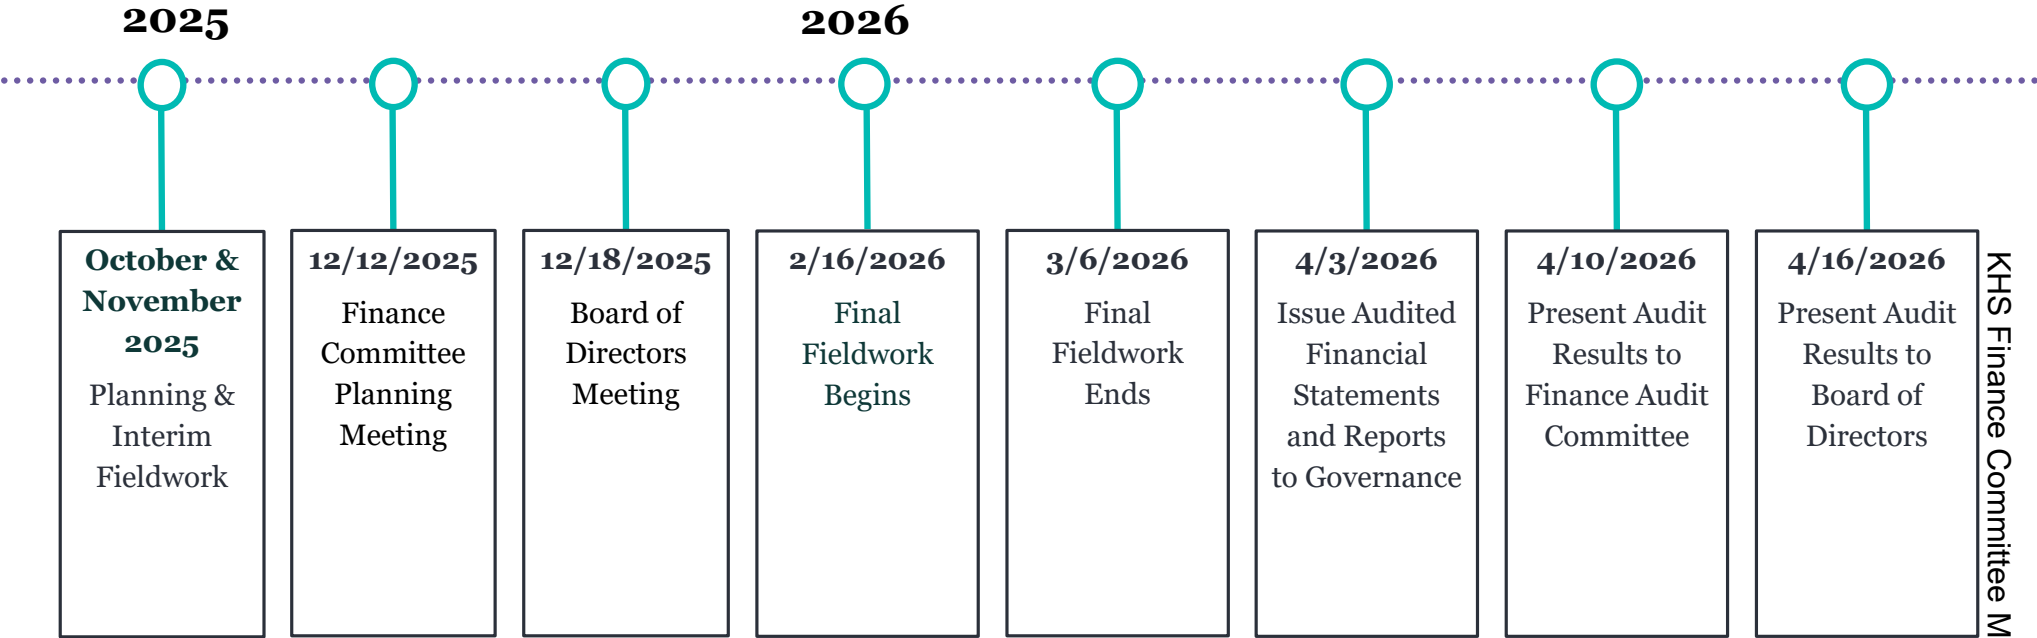 2025
2026
October &
November
2025
Planning &
Interim
Fieldwork
12/12/2025
Finance
Committee
Planning
Meeting
12/18/2025
Board of
Directors
Meeting
2/16/2026
Final
Fieldwork
Begins
3/6/2026
Final
Fieldwork
Ends
4/3/2026
Issue Audited
Financial
Statements
and Reports
to Governance
4/10/2026
Present Audit
Results to
Finance Audit
Committee
4/16/2026
Present Audit
Results to
Board of
Directors
KHS Finance Committee M